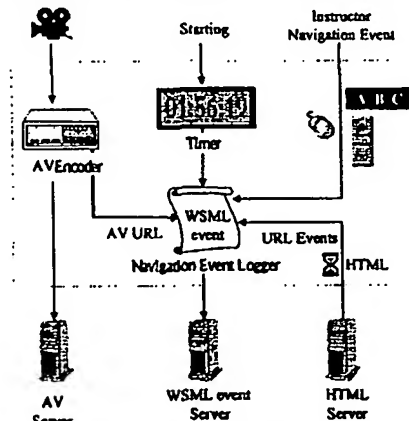 Starting
Instructor
Navigation Event
A B C
Timer
AVEncoder
WSML
event
AV URL
URL Events
HTML
Navigation Event Logger
AV
Server
WSML event
Server
HTML
Server